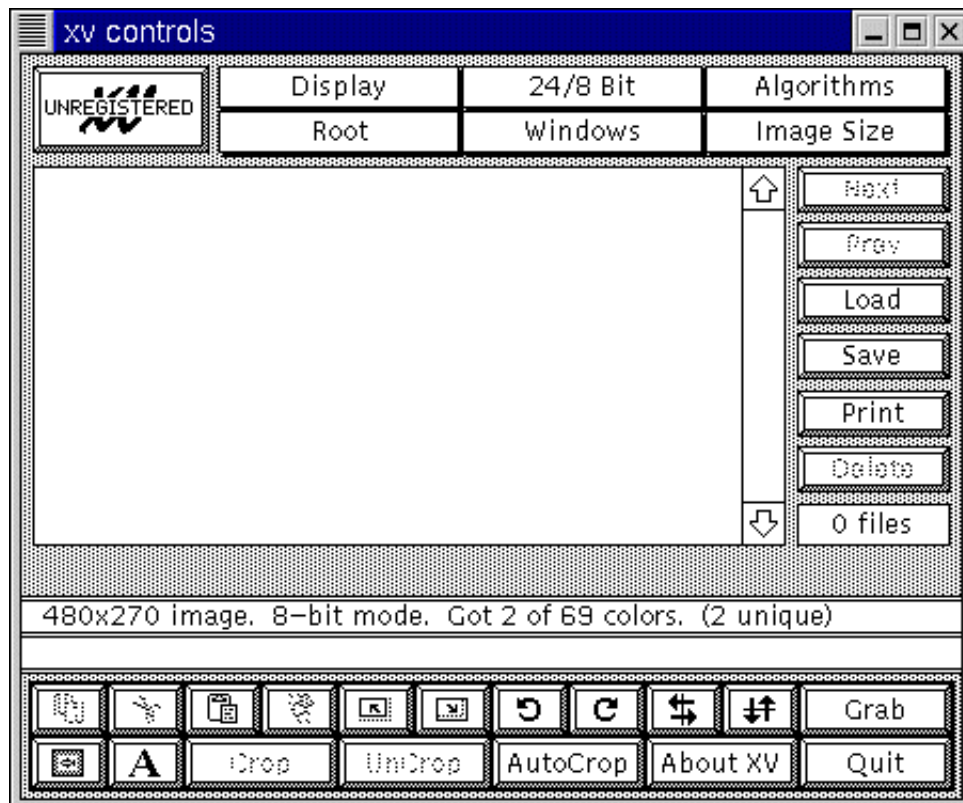 xv controls
UNREGISTERED
Display 24/8 Bit Algorithms
Root Windows Image Size
Next
Prev
Load
Save
Print
Delete
0 files
480x270 image. 8-bit mode. Got 2 of 69 colors. (2 unique)
Grab
A Crop UnCrop AutoCrop About XV Quit